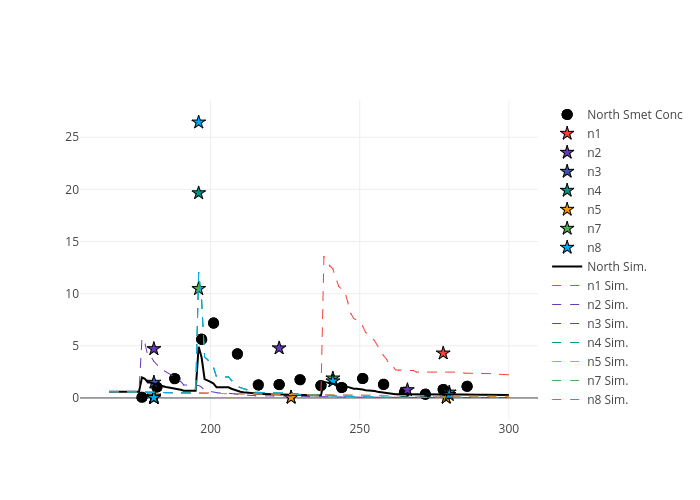 25
20
15
10
5
0
200
250
300
North Smet Conc
n1
n2
n3
n4
n5
n7
n8
North Sim.
n1 Sim.
n2 Sim.
n3 Sim.
n4 Sim.
n5 Sim.
n7 Sim.
n8 Sim.